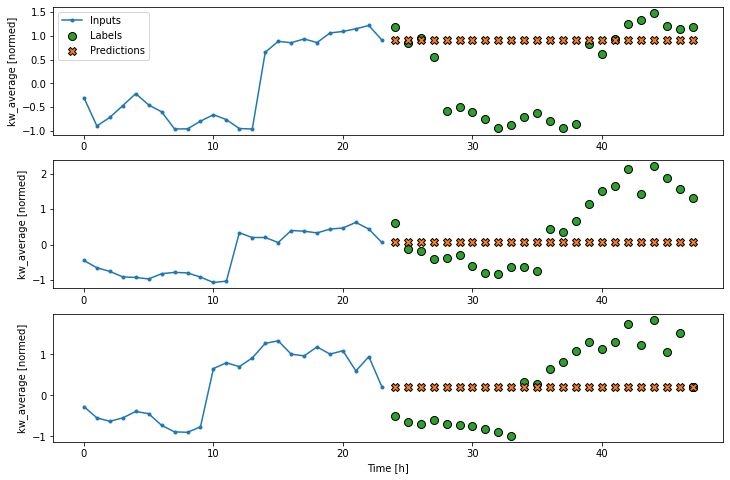 1.5
1.0
0.5
0.0
−0.5
−1.0
kw_average [normed]
Inputs
Labels
Predictions
0 10 20 30 40
2
1
0
−1
kw_average [normed]
0 10 20 30 40
1
0
−1
kw_average [normed]
0 10 20 30 40
Time [h]